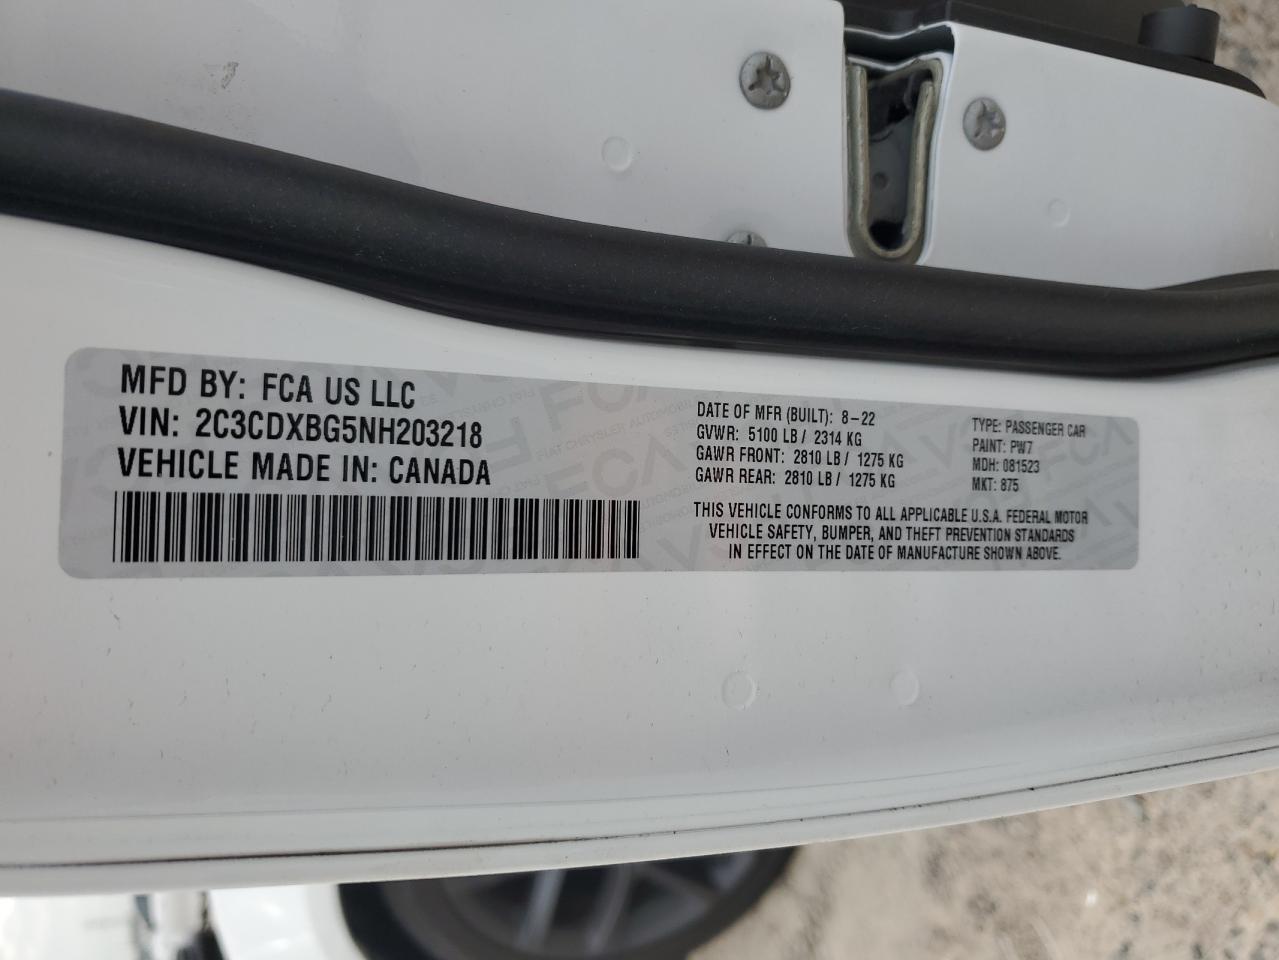 MFD BY: FCA US LLC
VIN: 2C3CDXBG5NH203218
VEHICLE MADE IN: CANADA
DATE OF MFR (BUILT): 8-22
GVWR: 5100 LB / 2314 KG
GAWR FRONT: 2810 LB / 1275 KG
GAWR REAR: 2810 LB / 1275 KG
TYPE: PASSENGER CAR
PAINT: PW7
MDH: 081523
MKT: 875
THIS VEHICLE CONFORMS TO ALL APPLICABLE U.S.A. FEDERAL MOTOR
VEHICLE SAFETY, BUMPER, AND THEFT PREVENTION STANDARDS
IN EFFECT ON THE DATE OF MANUFACTURE SHOWN ABOVE.